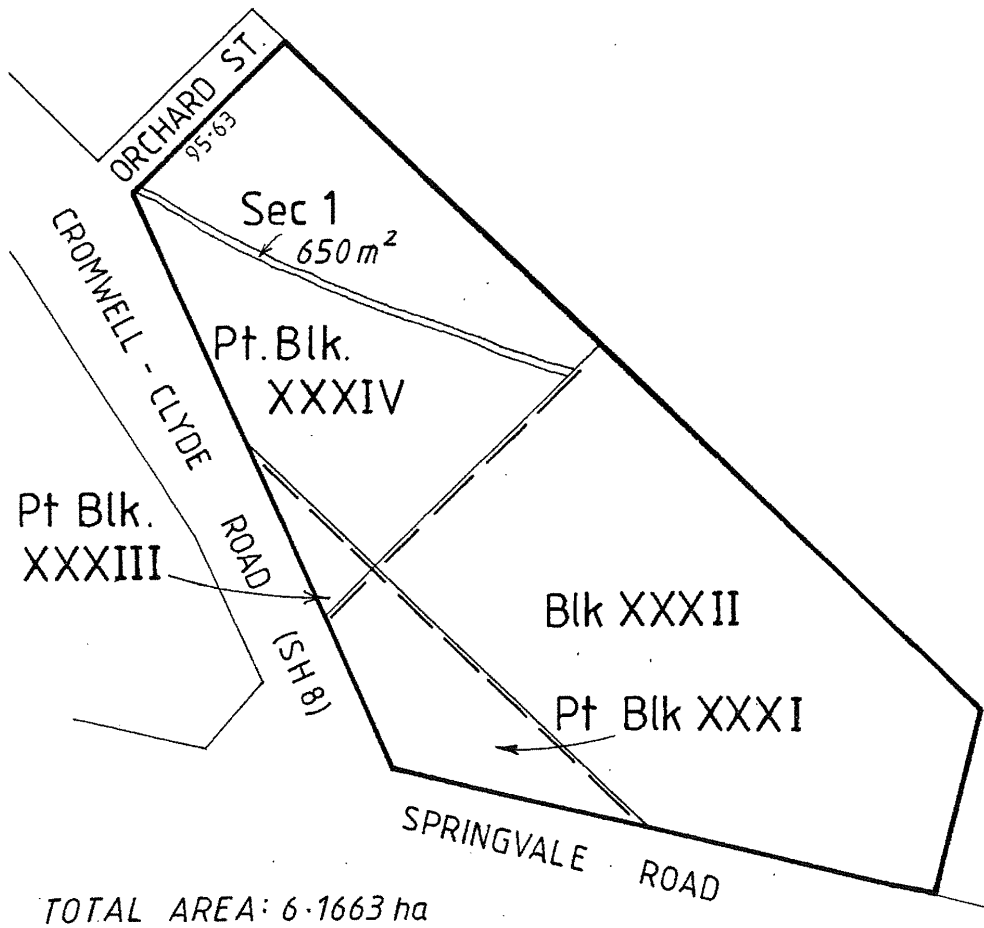 ORCHARD ST.
95·63
Sec 1
650 m²
CROMWELL - CLYDE ROAD (SH 8)
Pt. Blk.
XXXIV
Pt Blk.
XXXIII
Blk XXXII
Pt Blk XXXI
SPRINGVALE ROAD
TOTAL AREA: 6·1663 ha